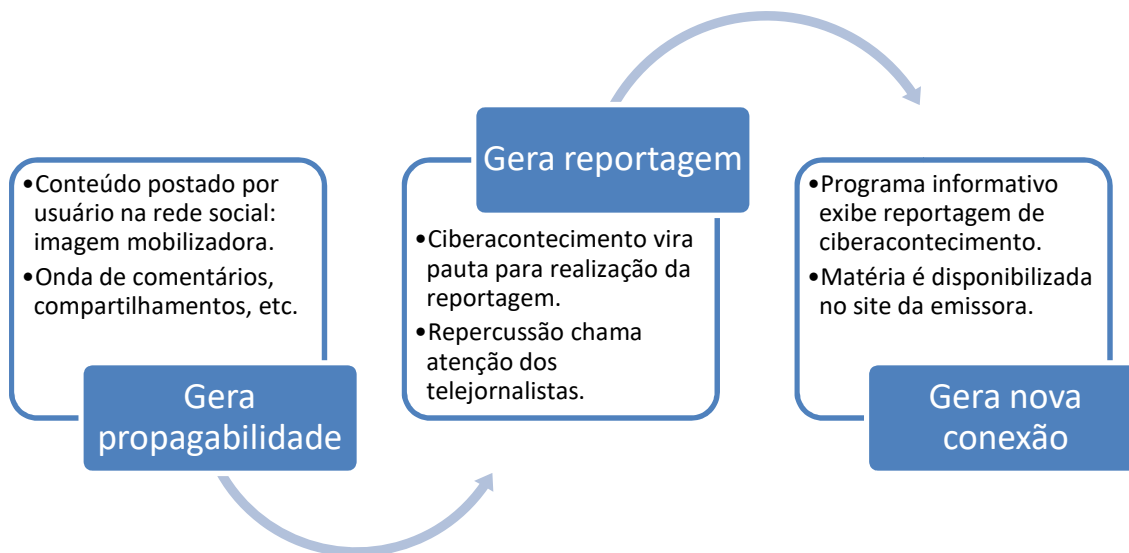 •Conteúdo postado por
usuário na rede social:
imagem mobilizadora.
•Onda de comentários,
compartilhamentos, etc.
Gera
propagabilidade
Gera reportagem
•Ciberacontecimento vira
pauta para realização da
reportagem.
•Repercussão chama
atenção dos
telejornalistas.
•Programa informativo
exibe reportagem de
ciberacontecimento.
•Matéria é disponibilizada
no site da emissora.
Gera nova
conexão